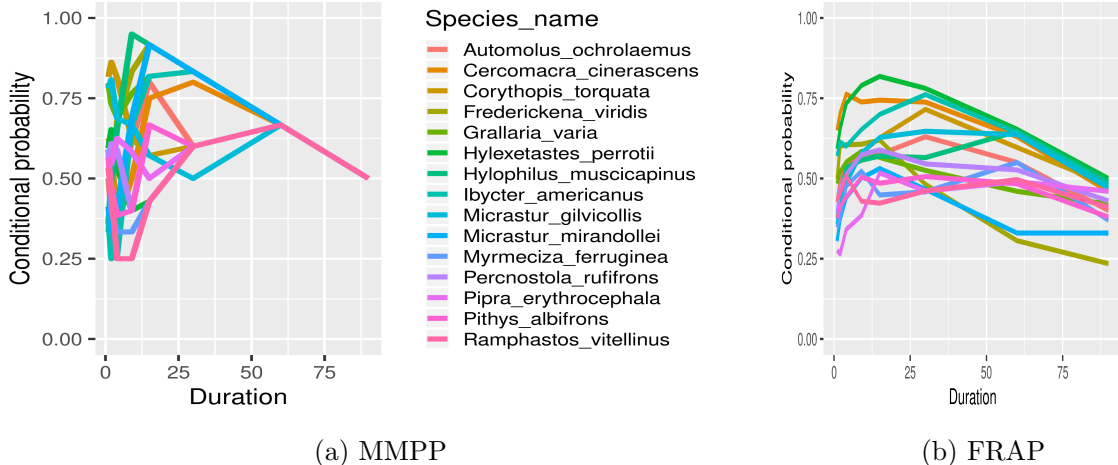 1.00
0.75
0.50
0.25
0.00
Conditional probability
0 25 50 75
Duration
Species_name
Automolus_ochrolaemus
Cercomacra_cinerascens
Corythopis_torquata
Frederickena_viridis
Grallaria_varia
Hylexetastes_perrotii
Hylophilus_muscicapinus
Ibycter_americanus
Micrastur_gilvicollis
Micrastur_mirandollei
Myrmeciza_ferruginea
Percnostola_rufifrons
Pipra_erythrocephala
Pithys_albifrons
Ramphastos_vitellinus
1.00
0.75
0.50
0.25
0.00
Conditional probability
0 25 50 75
Duration
(a) MMPP
(b) FRAP